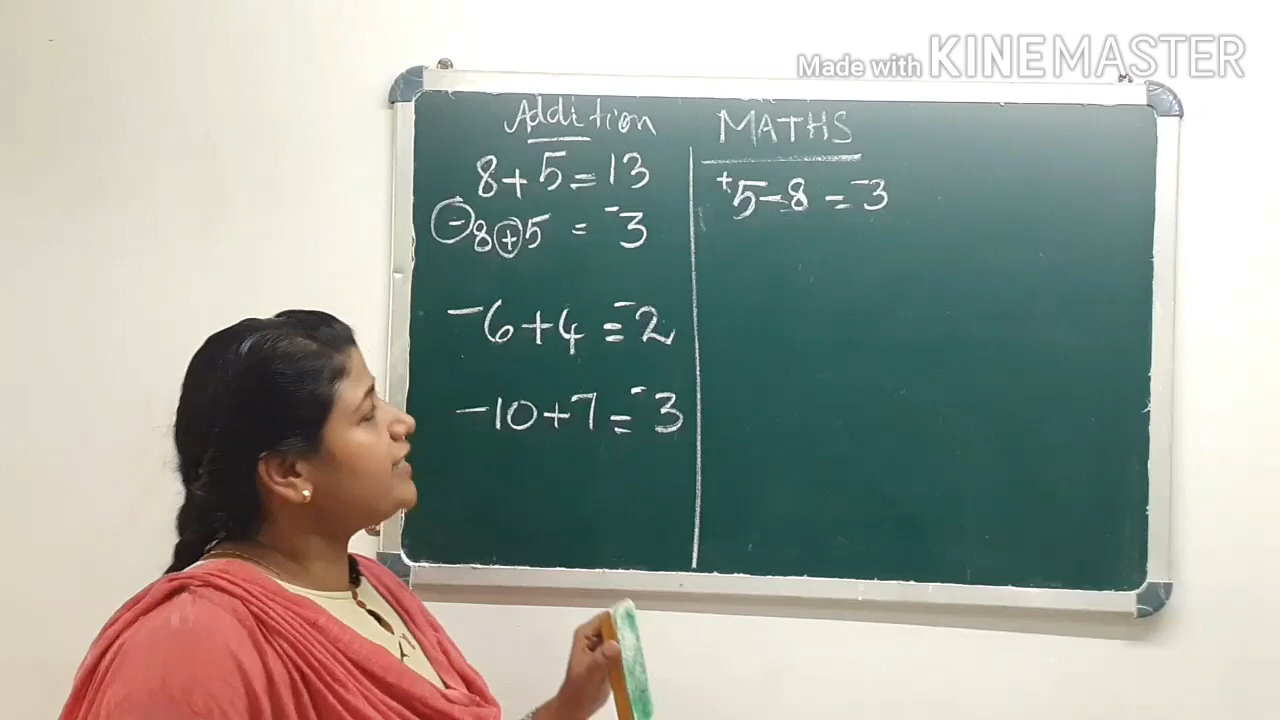 Made with KINEMASTER
Addition
8+5=13
-8+5 = -3
-6+4 = -2
-10+7 = -3
MATHS
+5-8 = -3